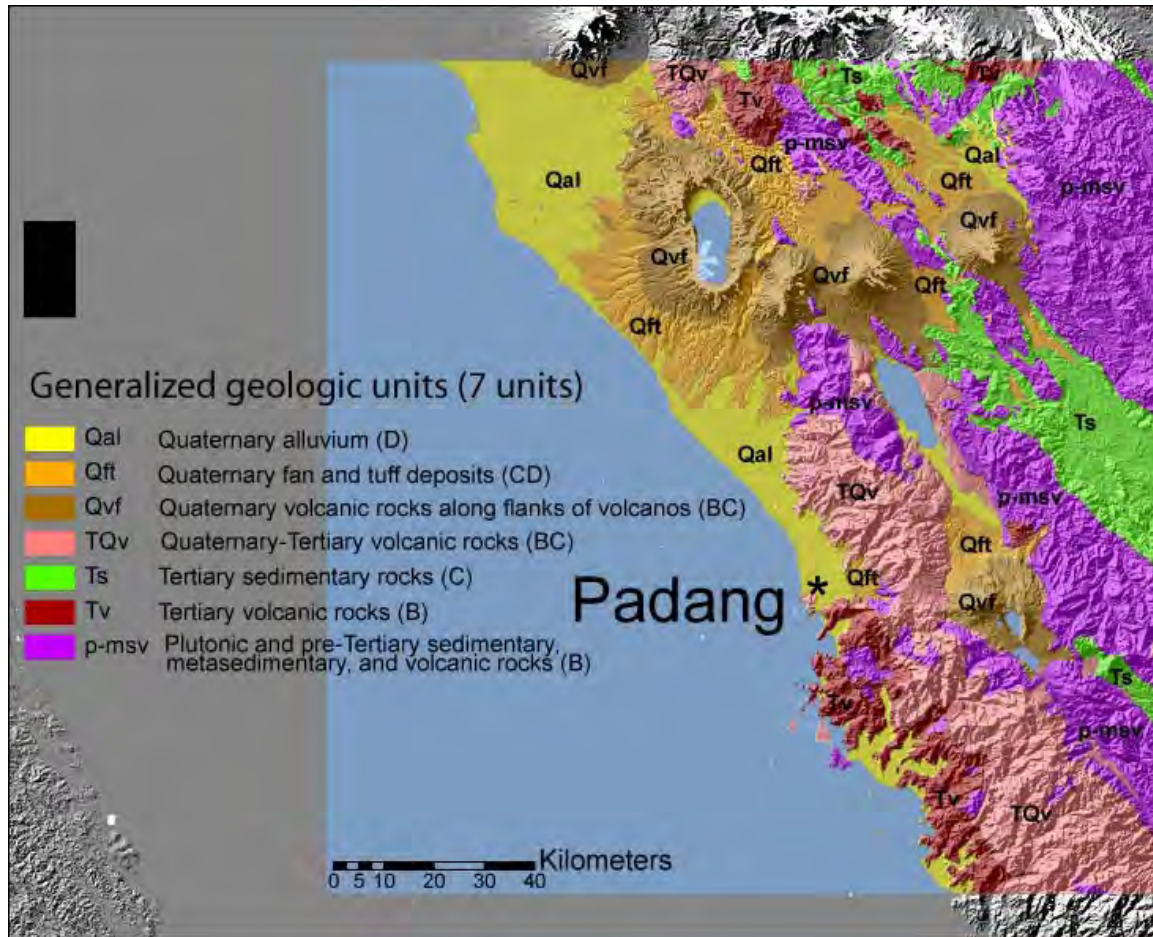 Qvf
TQv
Tv
Ts
Tv
p-msv
Qft
Qal
Qft
p-msv
Qal
Qvf
Qvf
Qvf
Qft
Qft
p-msv
Ts
Qal
TQv
p-msv
Qft
Padang *
Qft
Qvf
Ts
Tv
p-msv
Tv
TQv
Generalized geologic units (7 units)
Qal Quaternary alluvium (D)
Qft Quaternary fan and tuff deposits (CD)
Qvf Quaternary volcanic rocks along flanks of volcanos (BC)
TQv Quaternary-Tertiary volcanic rocks (BC)
Ts Tertiary sedimentary rocks (C)
Tv Tertiary volcanic rocks (B)
p-msv Plutonic and pre-Tertiary sedimentary,
metasedimentary, and volcanic rocks (B)
Kilometers
0 5 10 20 30 40